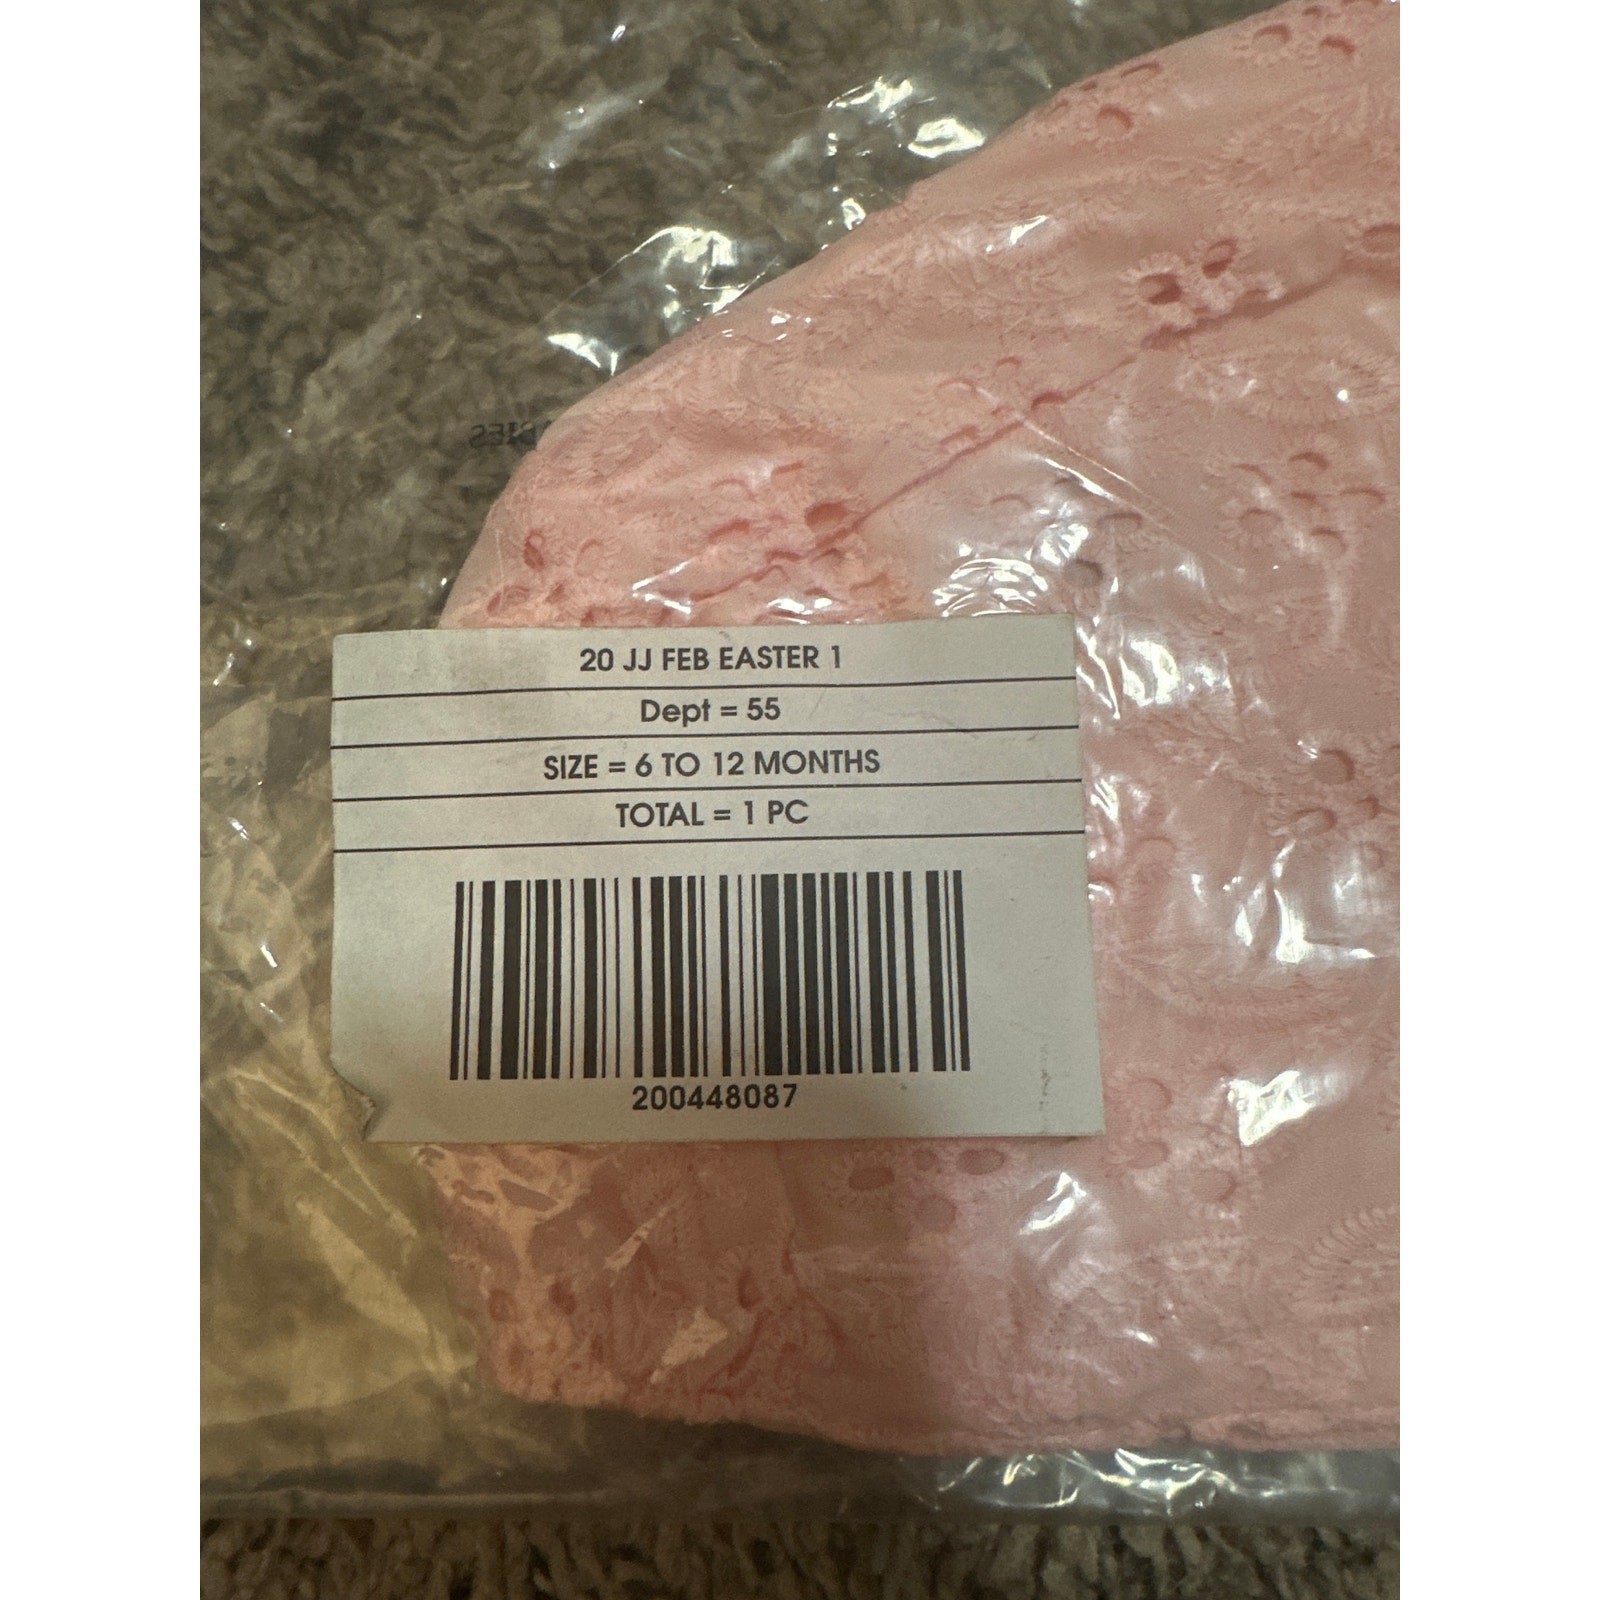 20 JJ FEB EASTER 1
Dept = 55
SIZE = 6 TO 12 MONTHS
TOTAL = 1 PC
200448087